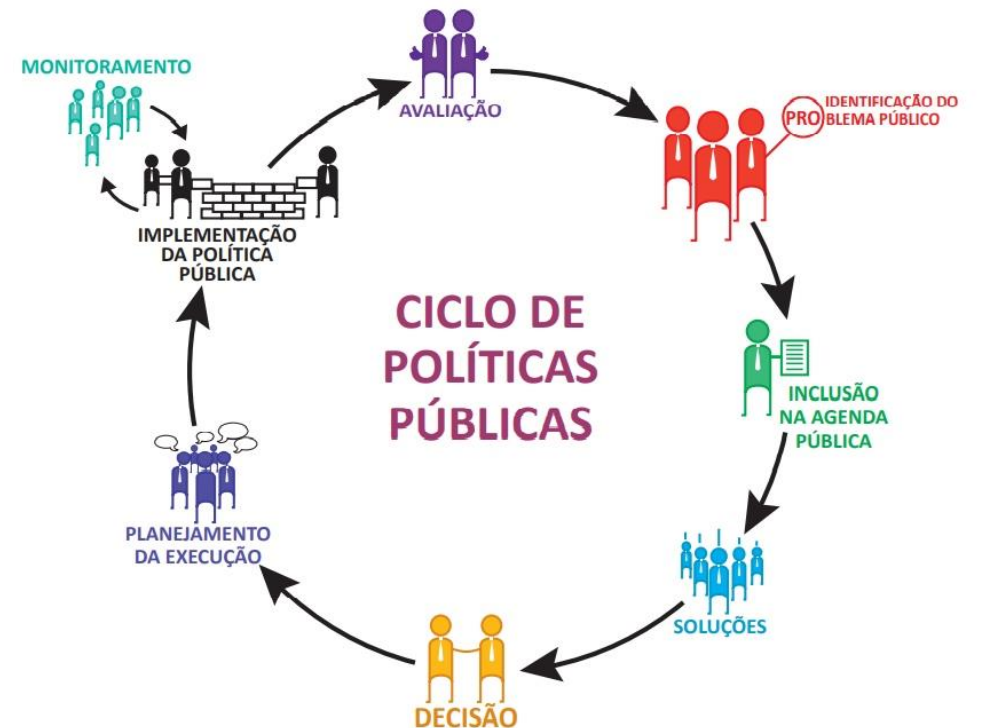 MONITORAMENTO
AVALIAÇÃO
PRO
IDENTIFICAÇÃO DO
BLEMA PÚBLICO
IMPLEMENTAÇÃO
DA POLÍTICA
PÚBLICA
CICLO DE
POLÍTICAS
PÚBLICAS
INCLUSÃO
NA AGENDA
PÚBLICA
PLANEJAMENTO
DA EXECUÇÃO
SOLUÇÕES
DECISÃO